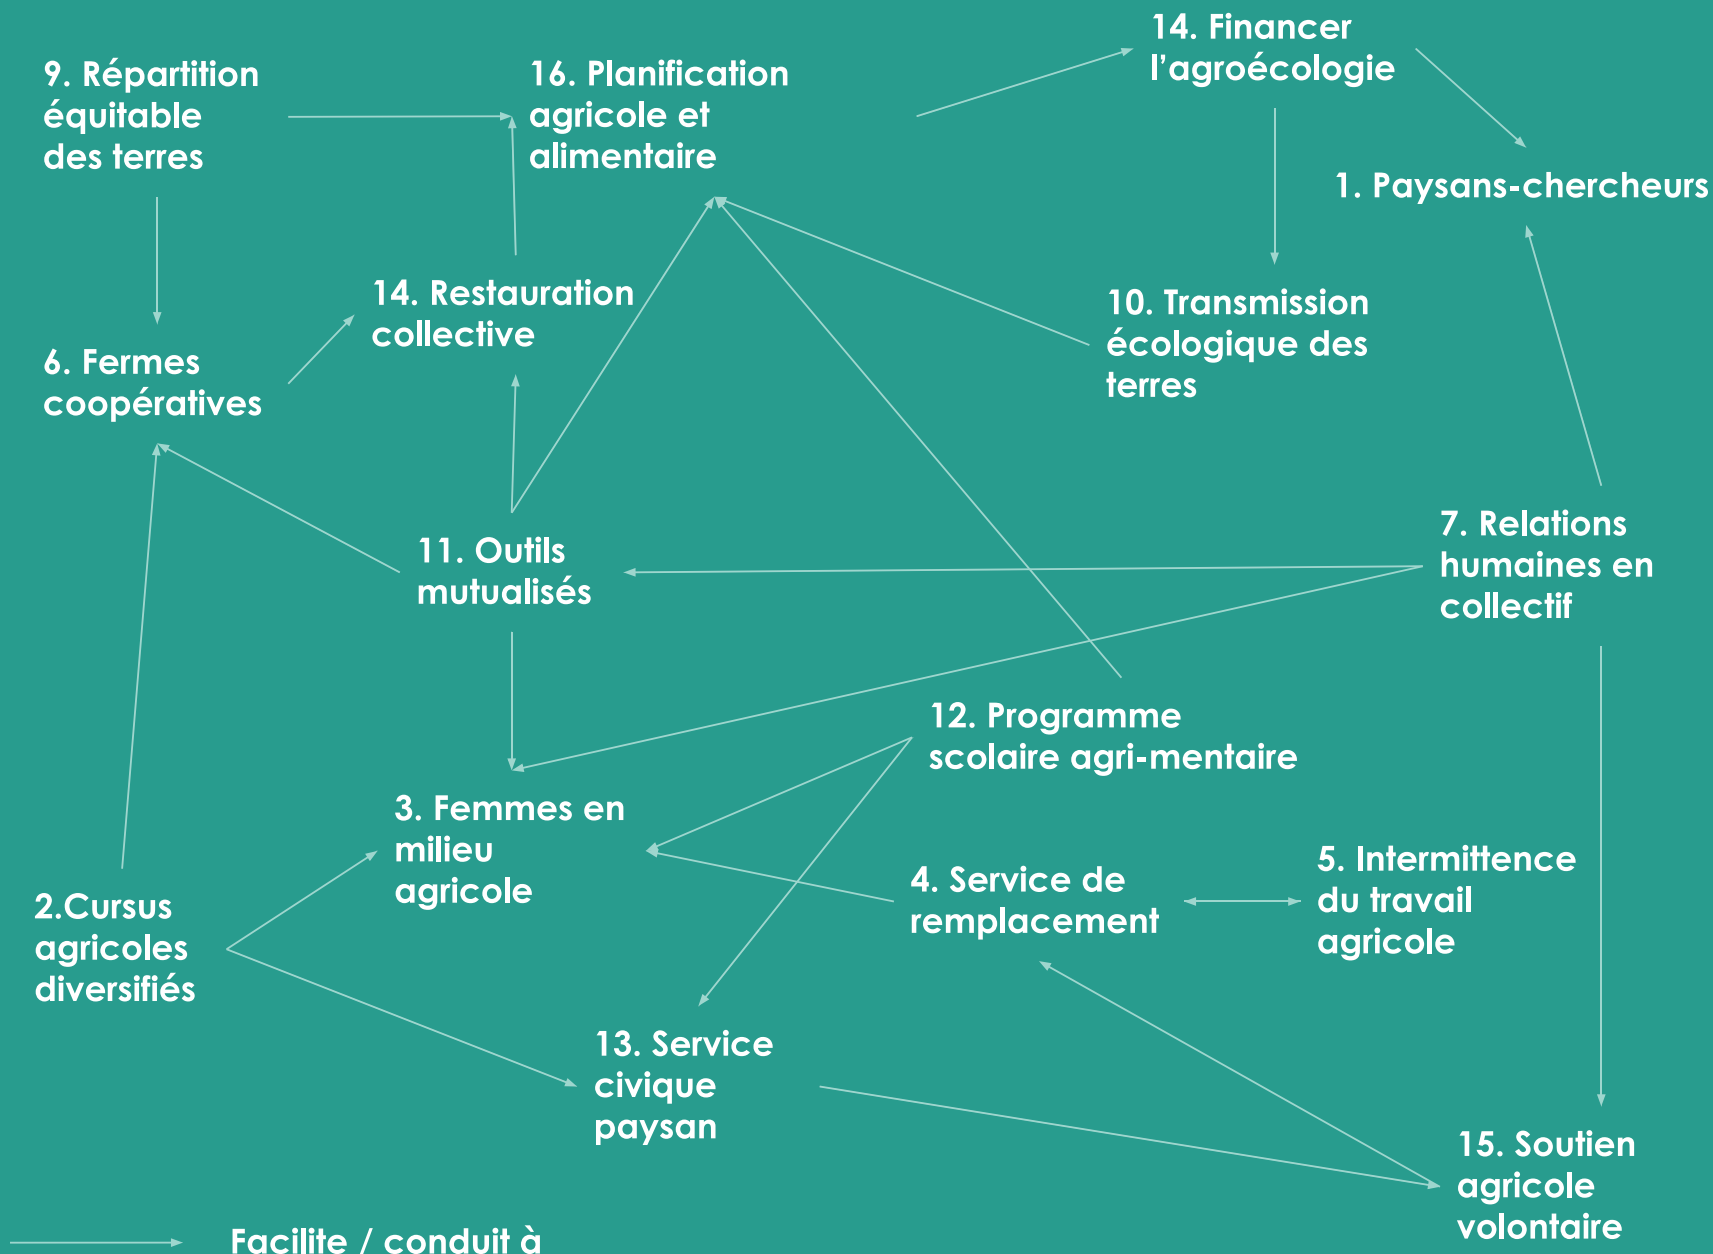 14. Financer
l'agroécologie
9. Répartition
équitable
des terres
16. Planification
agricole et
alimentaire
1. Paysans-chercheurs
14. Restauration
collective
10. Transmission
écologique des
terres
6. Fermes
coopératives
11. Outils
mutualisés
7. Relations
humaines en
collectif
12. Programme
scolaire agri-mentaire
3. Femmes en
milieu
agricole
4. Service de
remplacement
5. Intermittence
du travail
agricole
2.Cursus
agricoles
diversifiés
13. Service
civique
paysan
15. Soutien
agricole
volontaire
Facilite / conduit à